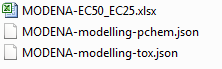 MODENA-EC50_EC25.xlsx
MODENA-modelling-pchem.json
MODENA-modelling-tox.json